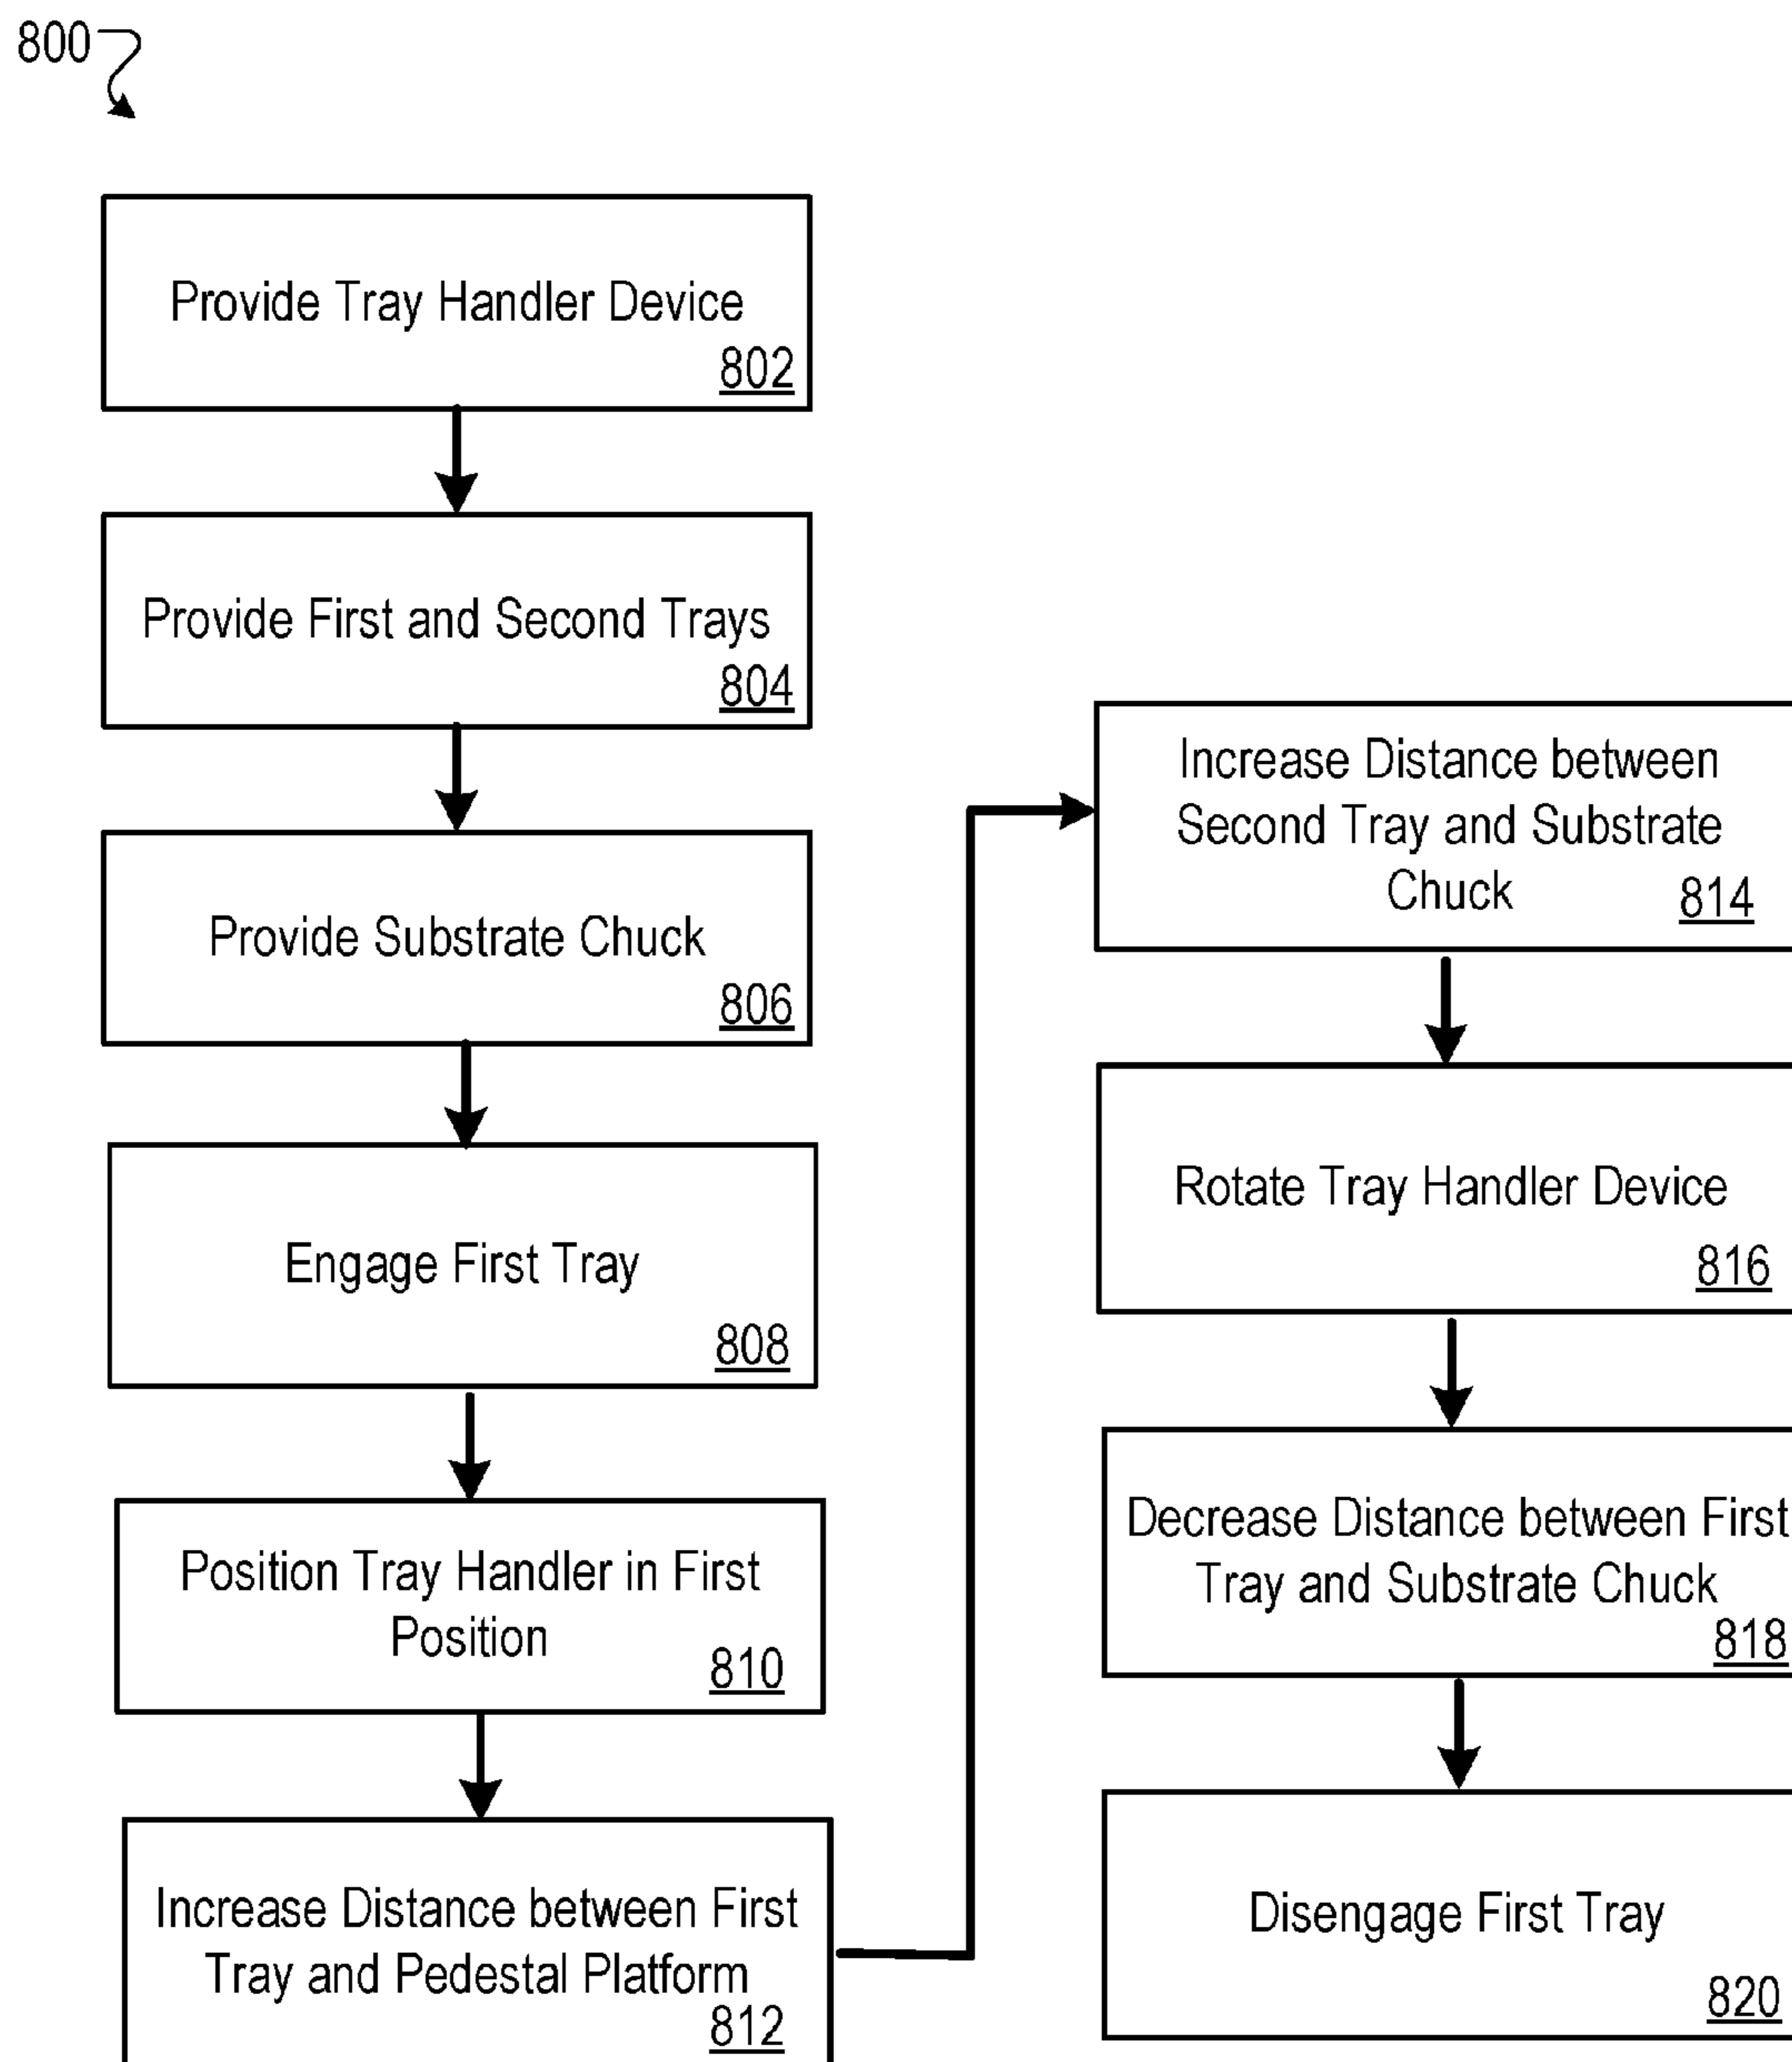 800
Provide Tray Handler Device
802
Provide First and Second Trays
804
Provide Substrate Chuck
806
Engage First Tray
808
Position Tray Handler in First
Position
810
Increase Distance between First
Tray and Pedestal Platform
812
Increase Distance between
Second Tray and Substrate
Chuck
814
Rotate Tray Handler Device
816
Decrease Distance between First
Tray and Substrate Chuck
818
Disengage First Tray
820